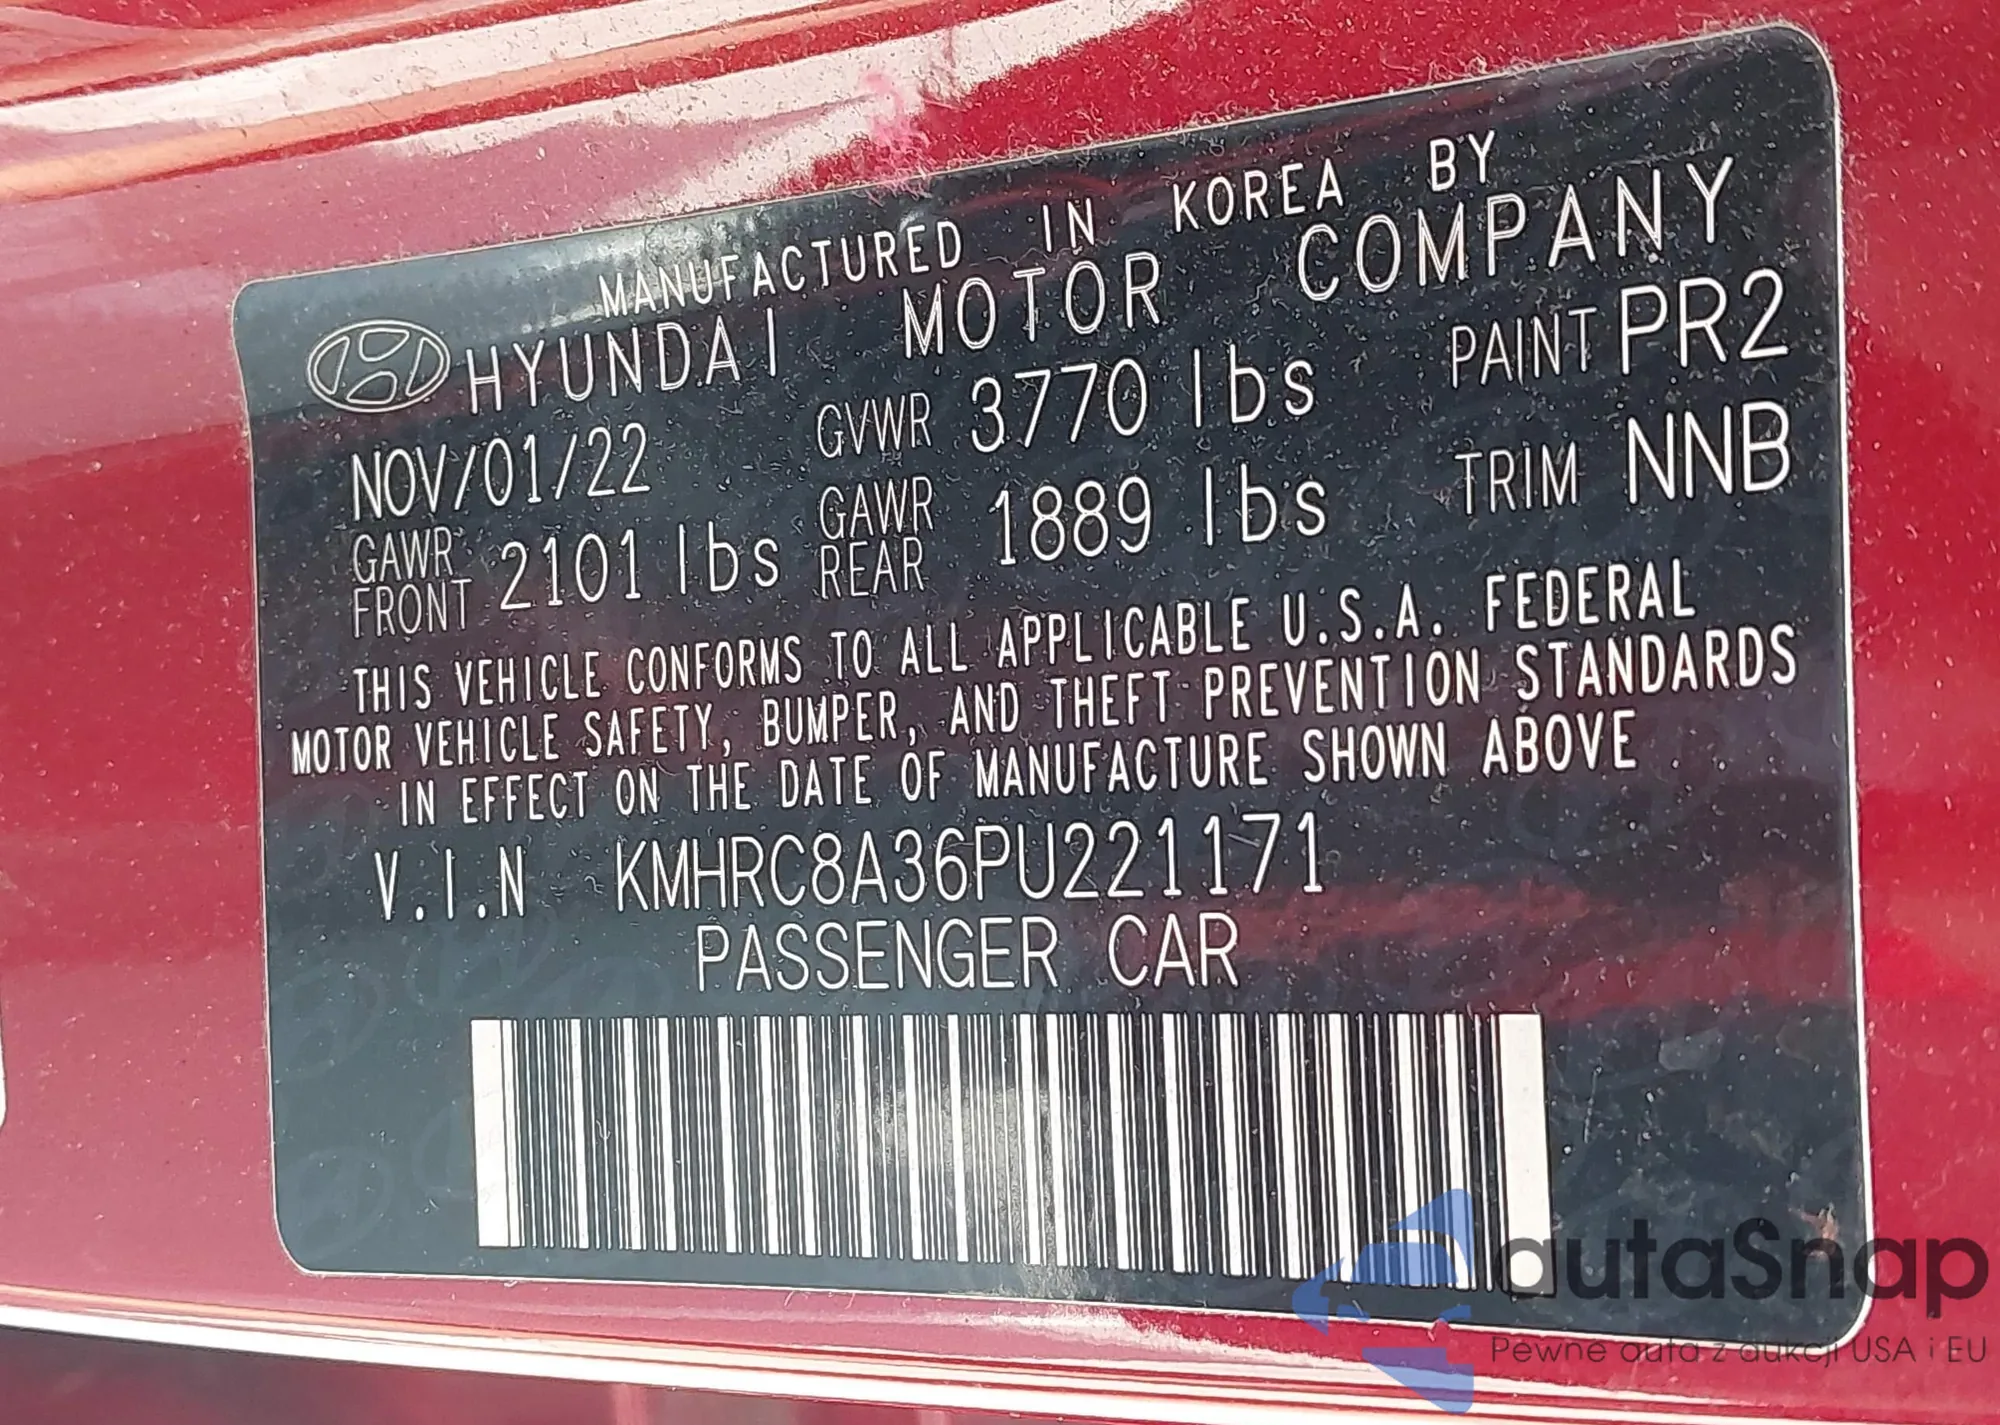 MANUFACTURED IN KOREA BY
HYUNDAI MOTOR COMPANY
NOV/01/22 GVWR 3770 lbs PAINT PR2
GAWR FRONT 2101 lbs GAWR REAR 1889 lbs TRIM NNB
THIS VEHICLE CONFORMS TO ALL APPLICABLE U.S.A. FEDERAL
MOTOR VEHICLE SAFETY, BUMPER, AND THEFT PREVENTION STANDARDS
IN EFFECT ON THE DATE OF MANUFACTURE SHOWN ABOVE.
V.I.N KMHRC8A36PU221171
PASSENGER CAR
autaSnap
Pewne auta z aukcji USA i EU